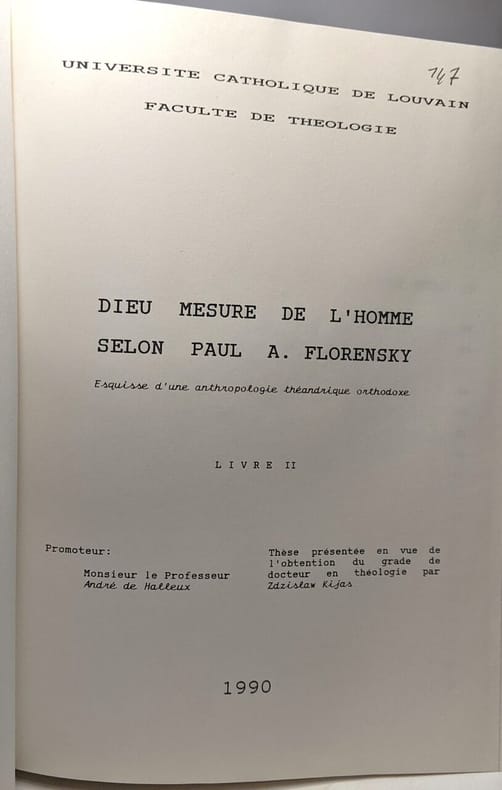 147
UNIVERSITE CATHOLIQUE DE LOUVAIN
FACULTE DE THEOLOGIE
DIEU MESURE DE L'HOMME
SELON PAUL A. FLORENSKY
Esquisse d'une anthropologie théandrique orthodoxe
LIVRE II
Promoteur:
Monsieur le Professeur
André de Halleux
Thèse présentée en vue de
l'obtention du grade de
docteur en théologie par
Zdzislaw Kijas
1990